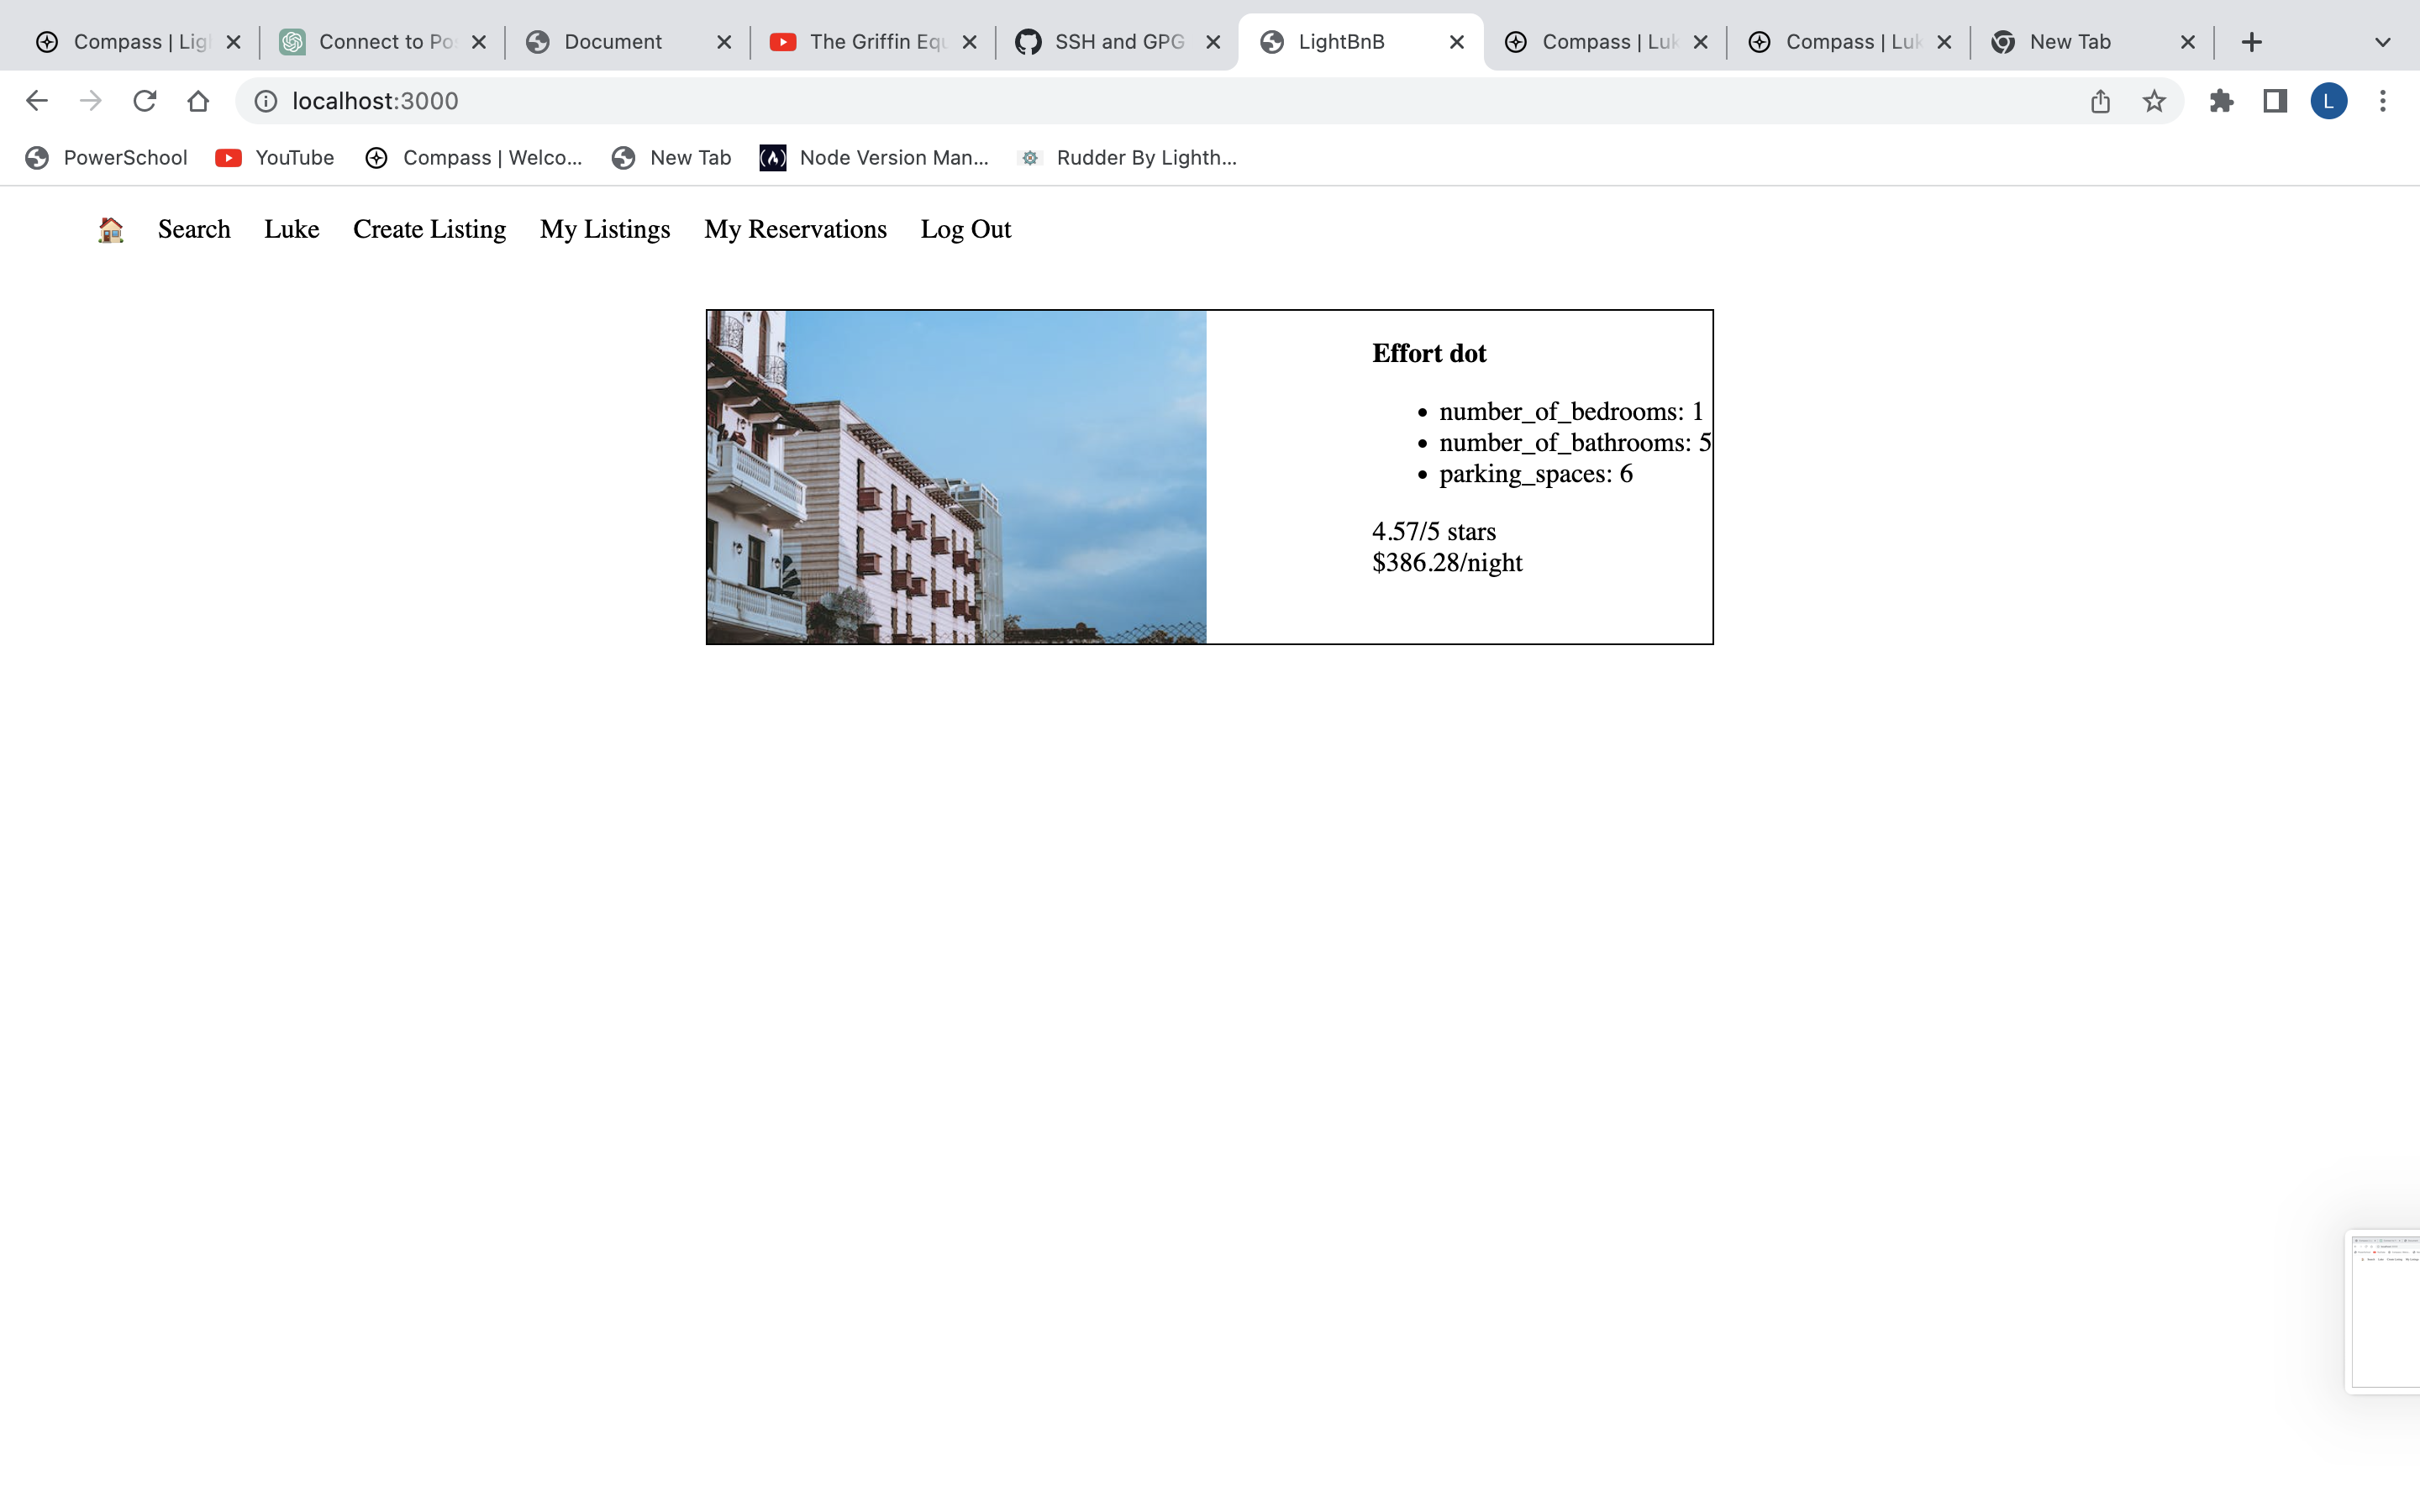 Compass | Lig
Connect to Po
Document
The Griffin Equ
SSH and GPG
LightBnB
Compass | Luk
Compass | Luk
New Tab
localhost:3000
L
PowerSchool
YouTube
Compass | Welco...
New Tab
Node Version Man...
Rudder By Lighth...
Search
Luke
Create Listing
My Listings
My Reservations
Log Out
Effort dot
• number_of_bedrooms: 1
• number_of_bathrooms: 5
• parking_spaces: 6
4.57/5 stars
$386.28/night